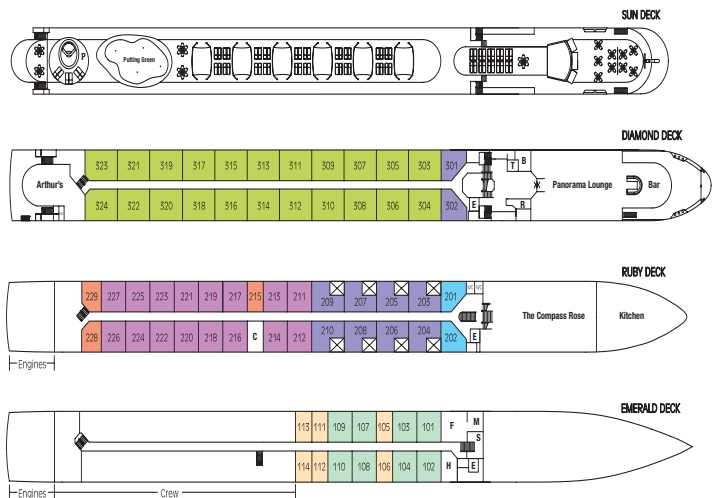 SUN DECK
P
Putting Green
DIAMOND DECK
323 321 319 317 315 313 311 309 307 305 303 301
B
T
Arthur's
Panorama Lounge
Bar
324 322 320 318 316 314 312 310 308 306 304 302
E
R
RUBY DECK
229 227 225 223 221 219 217 215 213 211 209 207 205 203 201
WC WC
The Compass Rose
Kitchen
228 226 224 222 220 218 216 C 214 212 210 208 206 204 202
E
Engines
EMERALD DECK
113 111 109 107 105 103 101
F
M
S
114 112 110 108 106 104 102
H
E
Engines
Crew